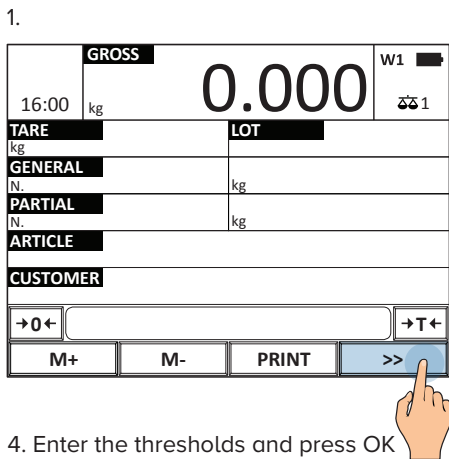 1.
GROSS
W1
0.000
16:00 kg
1
TARE LOT
kg
GENERAL
N. kg
PARTIAL
N. kg
ARTICLE
CUSTOMER
→0← →T←
M+ M- PRINT >>
4. Enter the thresholds and press OK